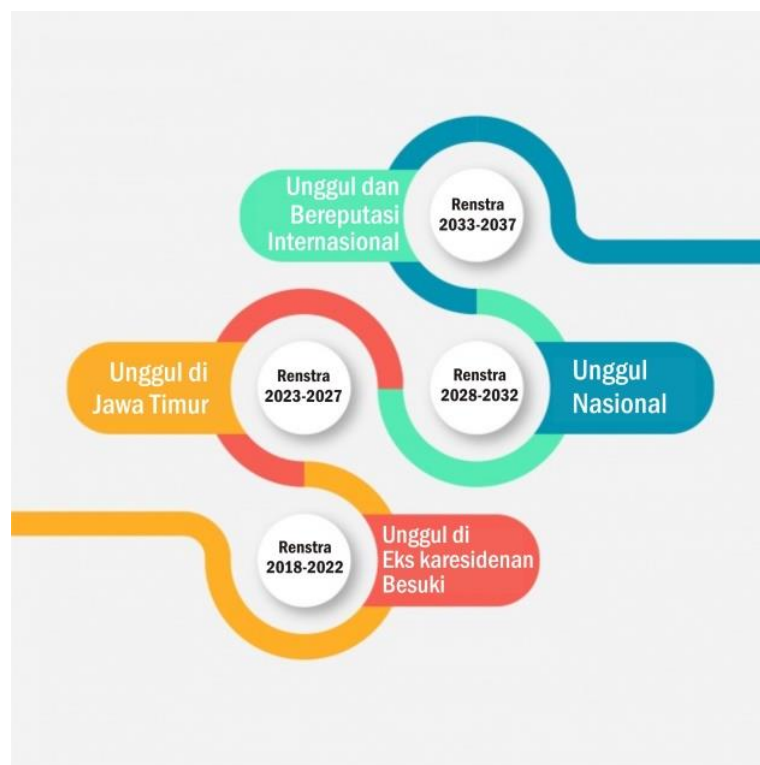 Unggul dan
Bereputasi
Internasional
Renstra
2033-2037
Unggul di
Jawa Timur
Renstra
2023-2027
Renstra
2028-2032
Unggul
Nasional
Renstra
2018-2022
Unggul di
Eks karesidenan
Besuki